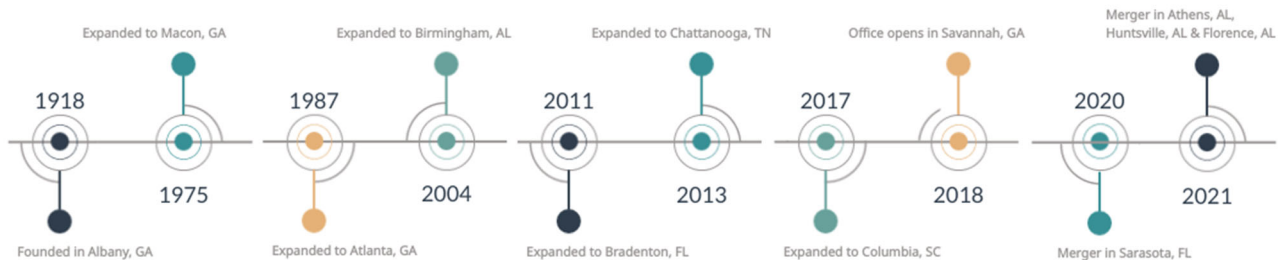 1918
Founded in Albany, GA
Expanded to Macon, GA
1975
1987
Expanded to Atlanta, GA
Expanded to Birmingham, AL
2004
2011
Expanded to Bradenton, FL
Expanded to Chattanooga, TN
2013
2017
Expanded to Columbia, SC
Office opens in Savannah, GA
2018
2020
Merger in Sarasota, FL
Merger in Athens, AL,
Huntsville, AL & Florence, AL
2021